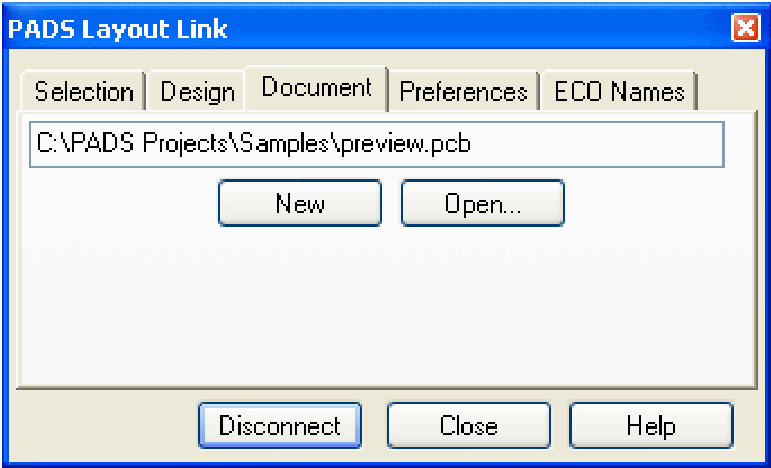 PADS Layout Link
Selection Design Document Preferences ECO Names
C:\PADS Projects\Samples\preview.pcb
New Open...
Disconnect Close Help